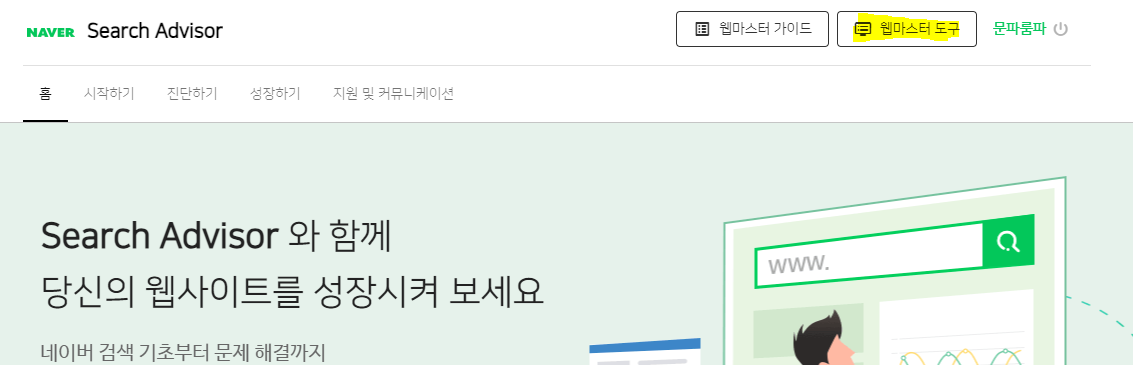 NAVER Search Advisor 웹마스터 가이드 웹마스터 도구 문파룸파
홈 시작하기 진단하기 성장하기 지원 및 커뮤니케이션
Search Advisor 와 함께
당신의 웹사이트를 성장시켜 보세요
www.
네이버 검색 기초부터 문제 해결까지